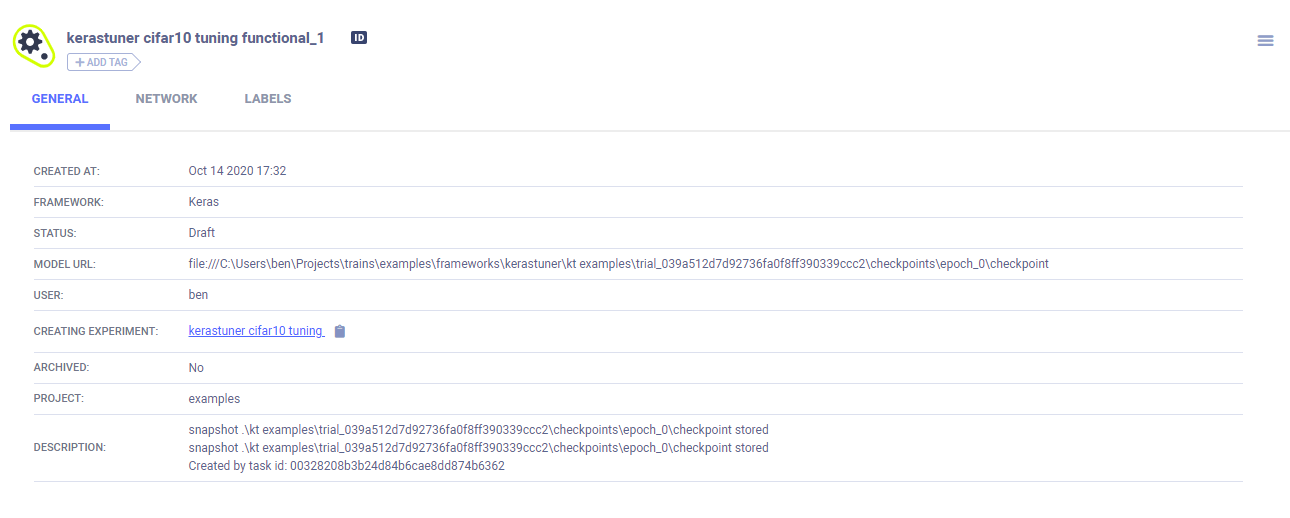 kerastuner cifar10 tuning functional_1 ID
ADD TAG
GENERAL NETWORK LABELS
CREATED AT: Oct 14 2020 17:32
FRAMEWORK: Keras
STATUS: Draft
MODEL URL: file:///C:\Users\ben\Projects\trains\examples\frameworks\kerastuner\kt examples\trial_039a512d7d92736fa0f8ff390339ccc2\checkpoints\epoch_0\checkpoint
USER: ben
CREATING EXPERIMENT: kerastuner cifar10 tuning
ARCHIVED: No
PROJECT: examples
DESCRIPTION: snapshot .\kt examples\trial_039a512d7d92736fa0f8ff390339ccc2\checkpoints\epoch_0\checkpoint stored
snapshot .\kt examples\trial_039a512d7d92736fa0f8ff390339ccc2\checkpoints\epoch_0\checkpoint stored
Created by task id: 00328208b3b24d84b6cae8dd874b6362